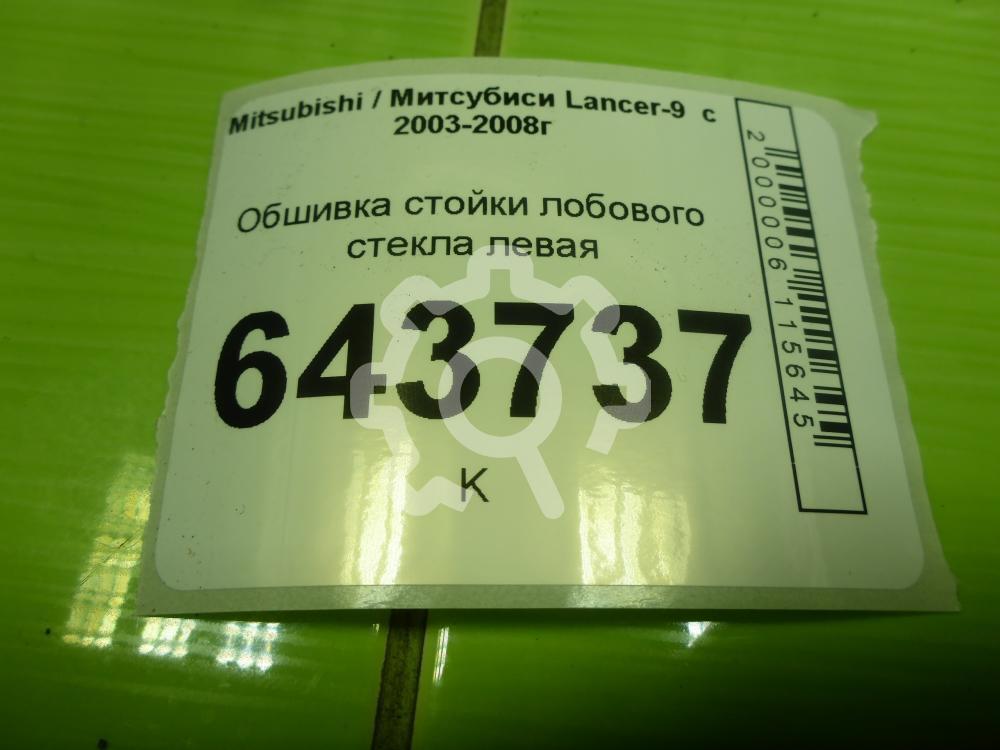 Mitsubishi / Митсубиси Lancer-9 с
2003-2008г
Обшивка стойки лобового
стекла левая
643737
К
2000006115645